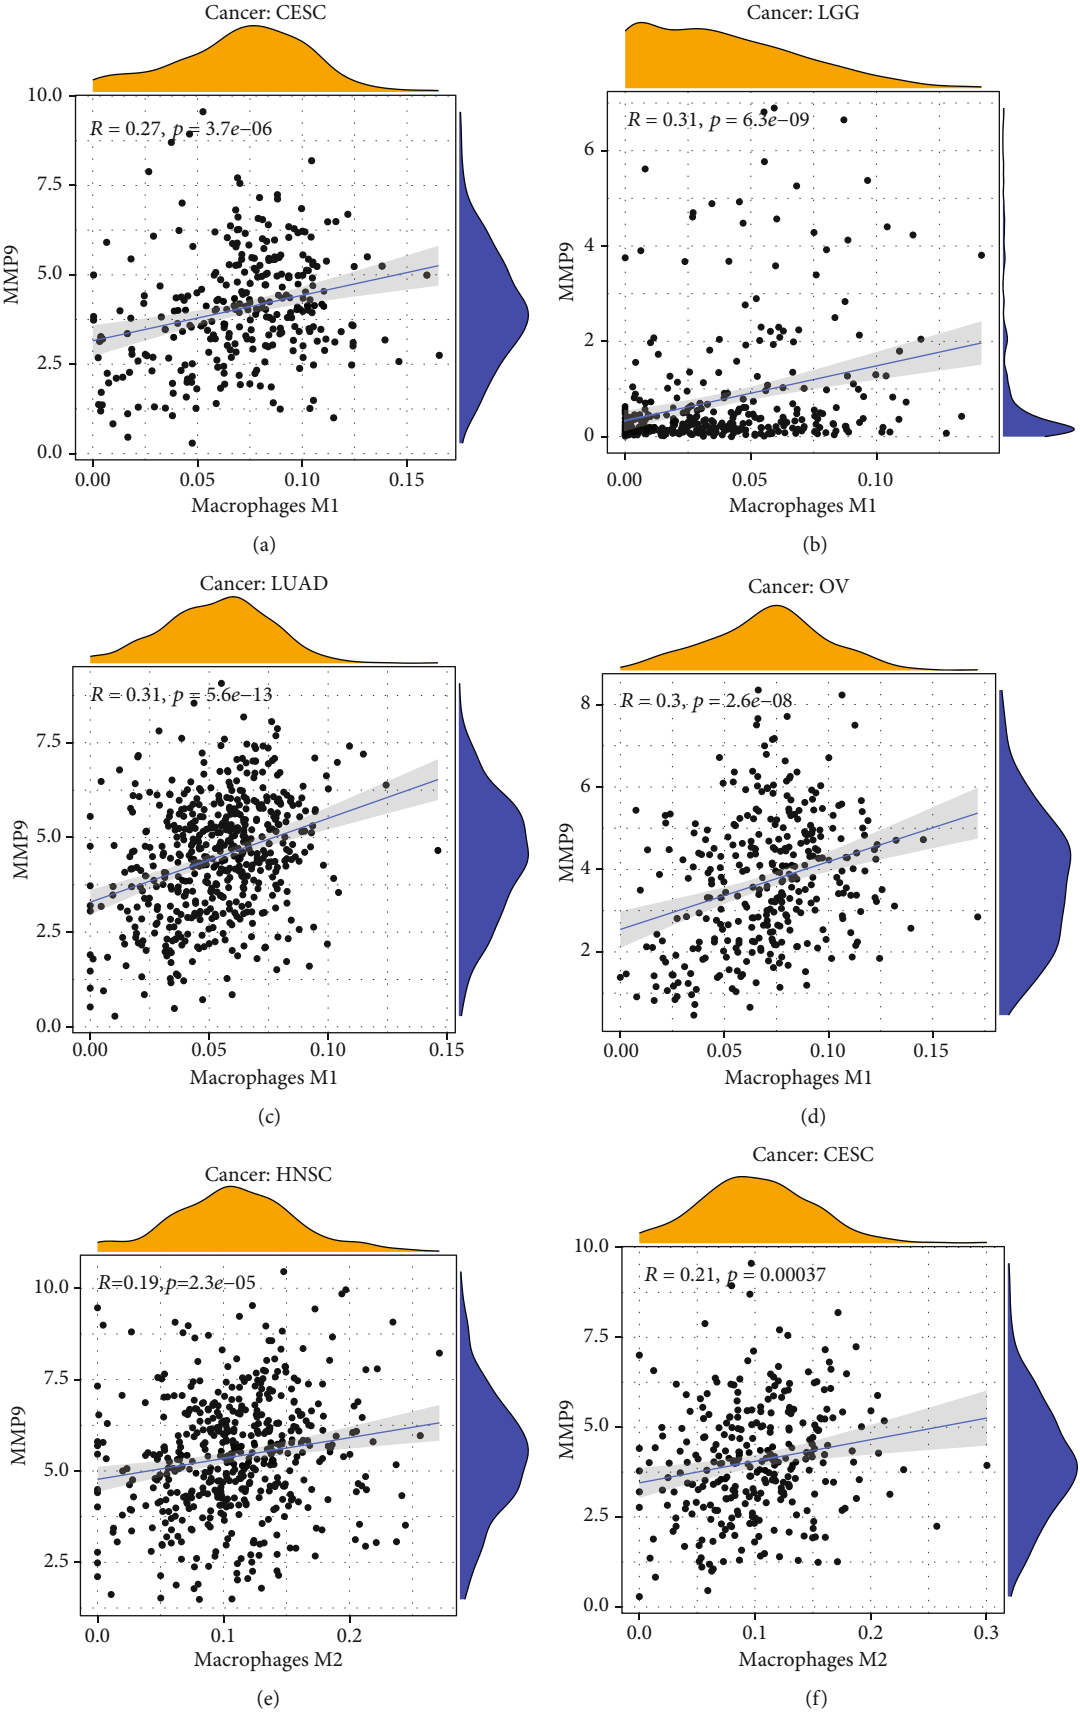 Cancer: CESC
10.0
7.5
5.0
2.5
0.0
MMP9
R = 0.27, p = 3.7e−06
0.00 0.05 0.10 0.15
Macrophages M1
(a)
Cancer: LGG
6
4
2
0
MMP9
R = 0.31, p = 6.3e−09
0.00 0.05 0.10
Macrophages M1
(b)
Cancer: LUAD
7.5
5.0
2.5
0.0
MMP9
R = 0.31, p = 5.6e−13
0.00 0.05 0.10 0.15
Macrophages M1
(c)
Cancer: OV
8
6
4
2
MMP9
R = 0.3, p = 2.6e−08
0.00 0.05 0.10 0.15
Macrophages M1
(d)
Cancer: HNSC
10.0
7.5
5.0
2.5
MMP9
R=0.19, p=2.3e−05
0.0 0.1 0.2
Macrophages M2
(e)
Cancer: CESC
10.0
7.5
5.0
2.5
0.0
MMP9
R = 0.21, p = 0.00037
0.0 0.1 0.2 0.3
Macrophages M2
(f)